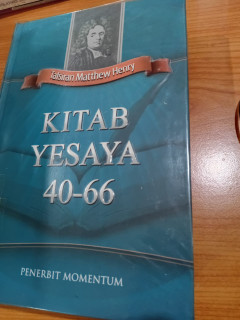 Tafsiran Matthew Henry
KITAB
YESAYA
40-66
PENERBIT MOMENTUM